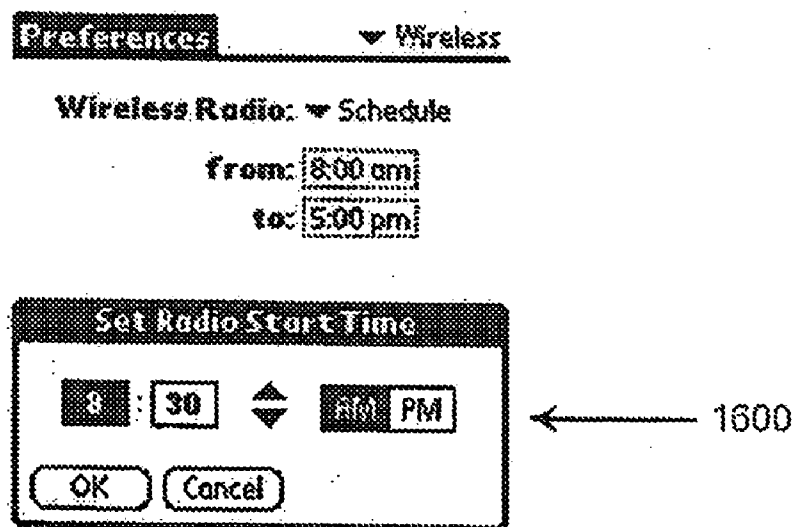 Preferences Wireless
Wireless Radio: Schedule
from: 8:00 am
to: 5:00 pm
Set Radio Start Time
8 : 30 AM PM
1600
OK Cancel